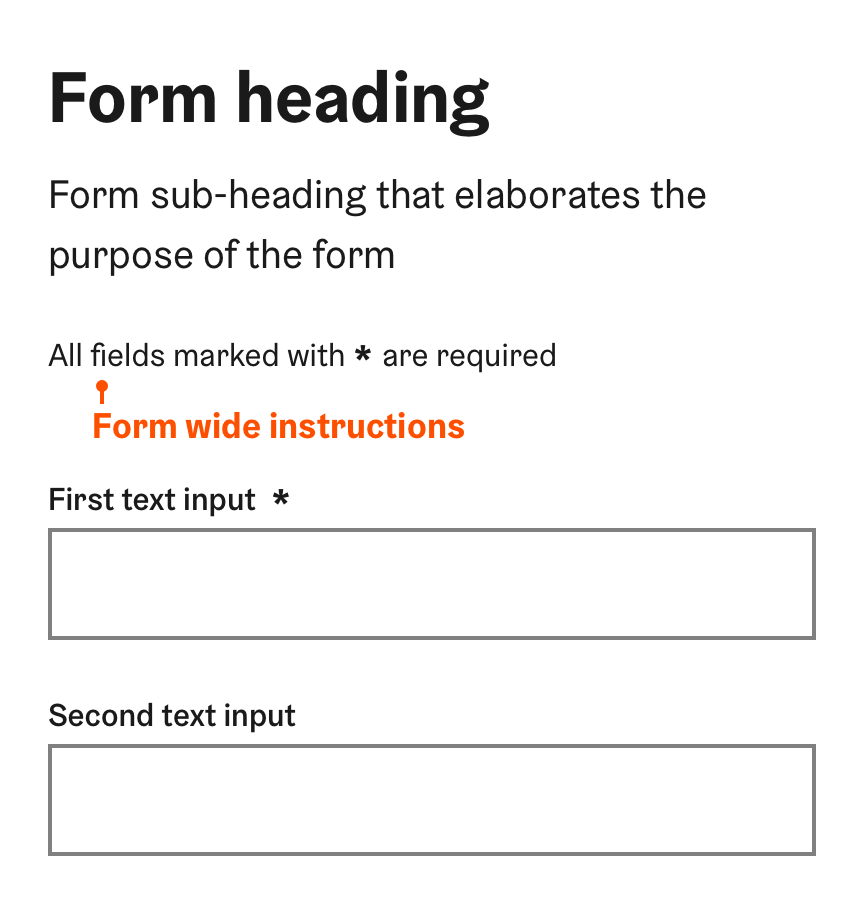 Form heading
Form sub-heading that elaborates the
purpose of the form
All fields marked with * are required
Form wide instructions
First text input *
Second text input